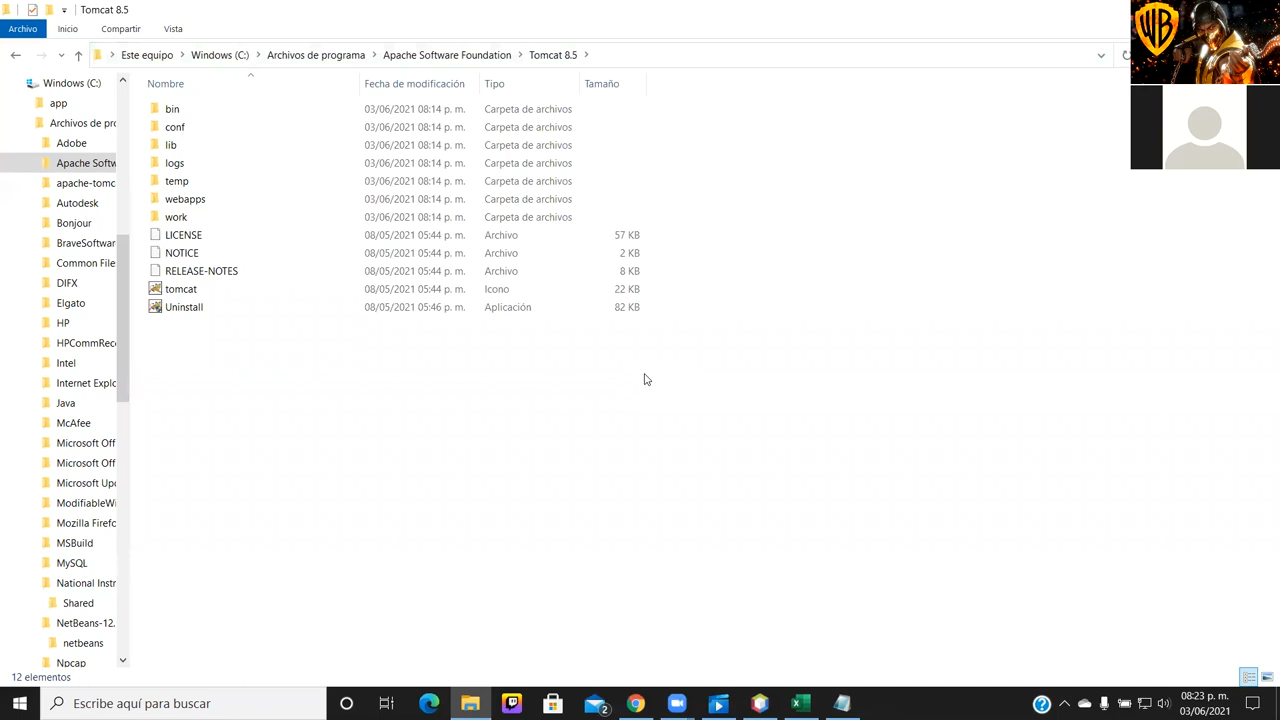 Tomcat 8.5
Archivo Inicio Compartir Vista
Este equipo Windows (C:) Archivos de programa Apache Software Foundation Tomcat 8.5
Windows (C:)
app
Archivos de pro
Adobe
Apache Softw
apache-tomc
Autodesk
Bonjour
BraveSoftwar
Common File
DIFX
Elgato
HP
HPCommRec
Intel
Internet Explo
Java
McAfee
Microsoft Off
Microsoft Off
Microsoft Upd
ModifiableWi
Mozilla Firefo
MSBuild
MySQL
National Instr
Shared
NetBeans-12.
netbeans
Npcap
Nombre Fecha de modificación Tipo Tamaño
bin 03/06/2021 08:14 p. m. Carpeta de archivos
conf 03/06/2021 08:14 p. m. Carpeta de archivos
lib 03/06/2021 08:14 p. m. Carpeta de archivos
logs 03/06/2021 08:14 p. m. Carpeta de archivos
temp 03/06/2021 08:14 p. m. Carpeta de archivos
webapps 03/06/2021 08:14 p. m. Carpeta de archivos
work 03/06/2021 08:14 p. m. Carpeta de archivos
LICENSE 08/05/2021 05:44 p. m. Archivo 57 KB
NOTICE 08/05/2021 05:44 p. m. Archivo 2 KB
RELEASE-NOTES 08/05/2021 05:44 p. m. Archivo 8 KB
tomcat 08/05/2021 05:44 p. m. Icono 22 KB
Uninstall 08/05/2021 05:46 p. m. Aplicación 82 KB
WB
12 elementos
Escribe aquí para buscar
2
08:23 p. m.
03/06/2021